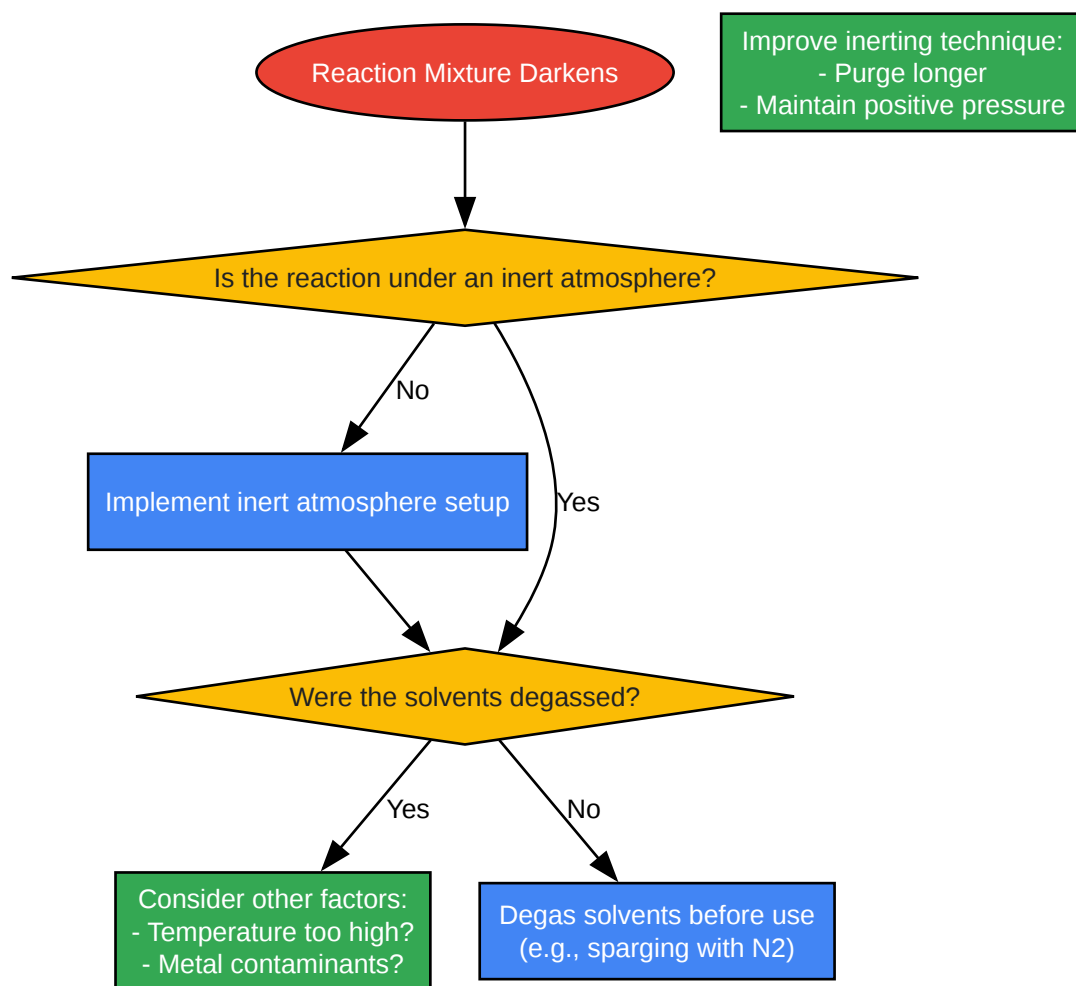 Reaction Mixture Darkens
Improve inerting technique:
- Purge longer
- Maintain positive pressure
Is the reaction under an inert atmosphere?
No
Implement inert atmosphere setup
Yes
Were the solvents degassed?
Yes
No
Consider other factors:
- Temperature too high?
- Metal contaminants?
Degas solvents before use
(e.g., sparging with N2)